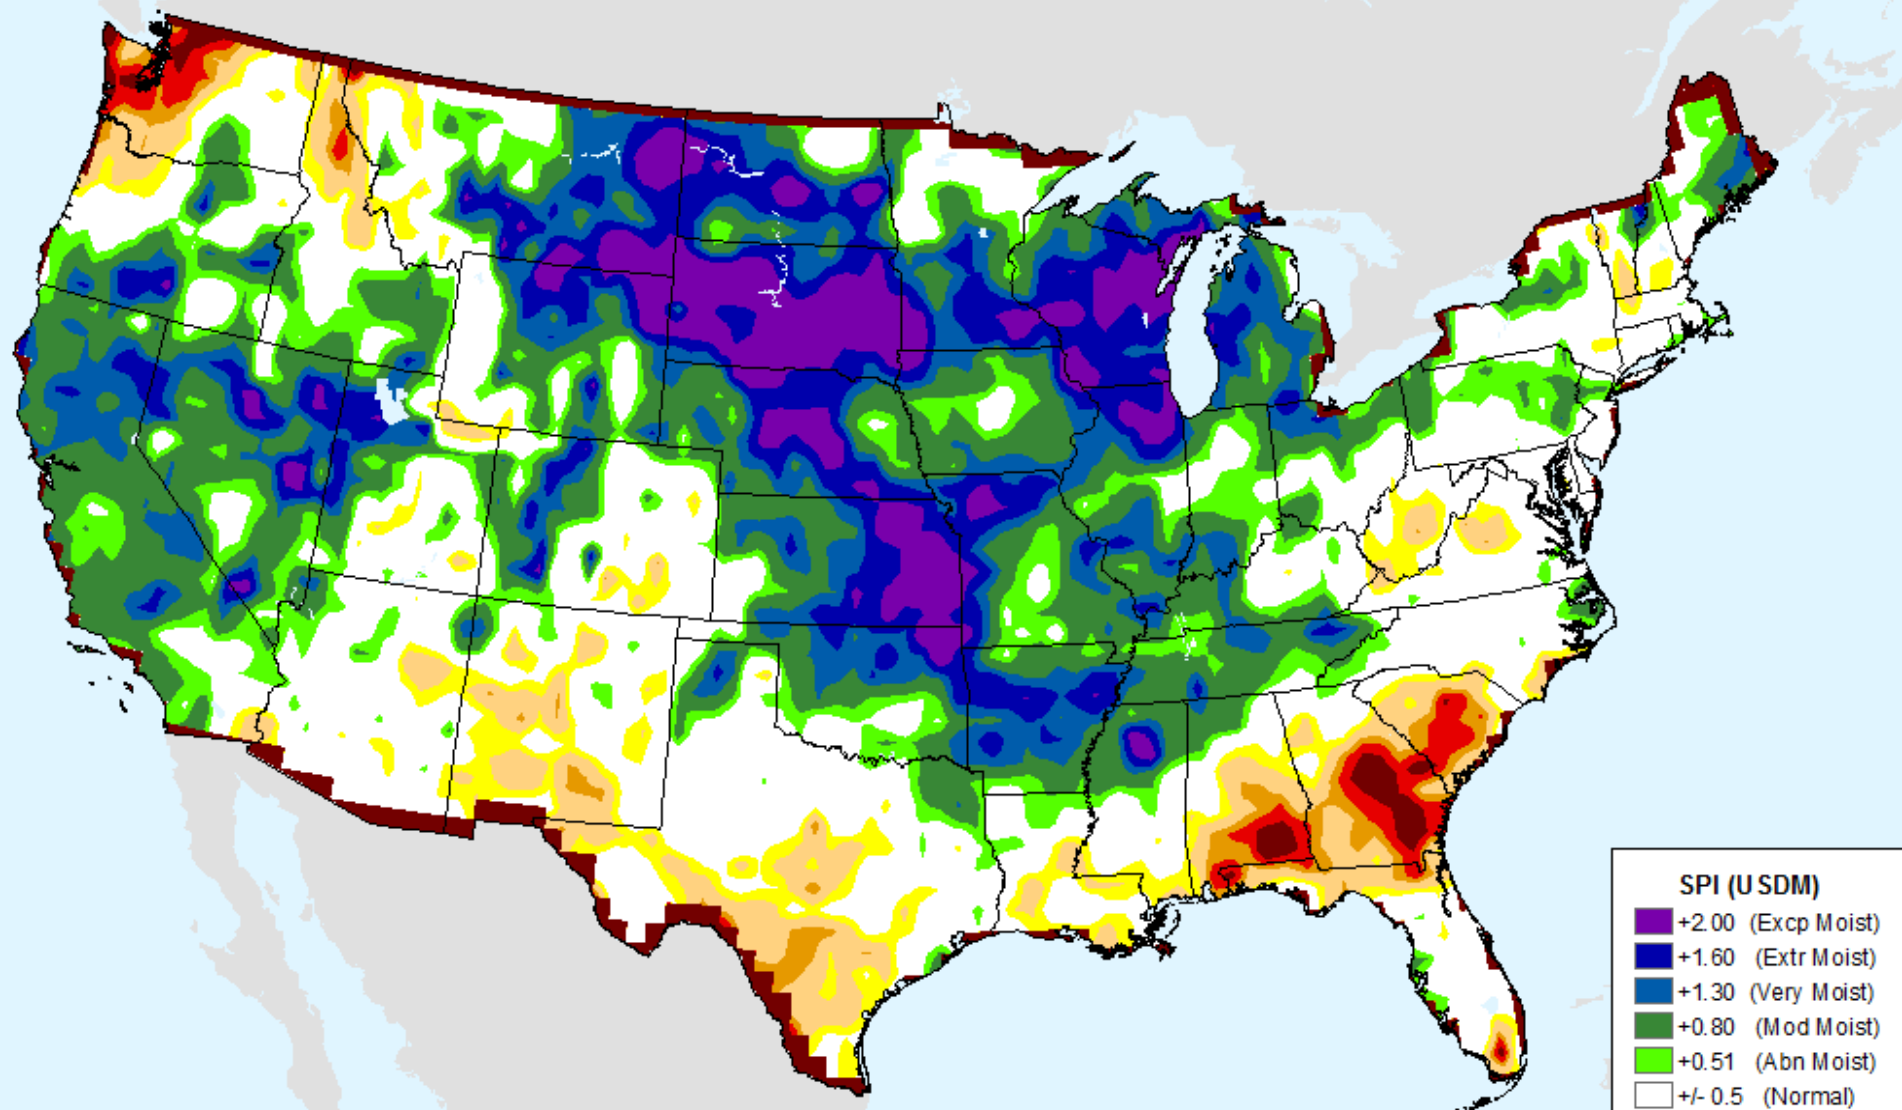 SPI (USDM)
+2.00 (Excp Moist)
+1.60 (Extr Moist)
+1.30 (Very Moist)
+0.80 (Mod Moist)
+0.51 (Abn Moist)
+/- 0.5 (Normal)